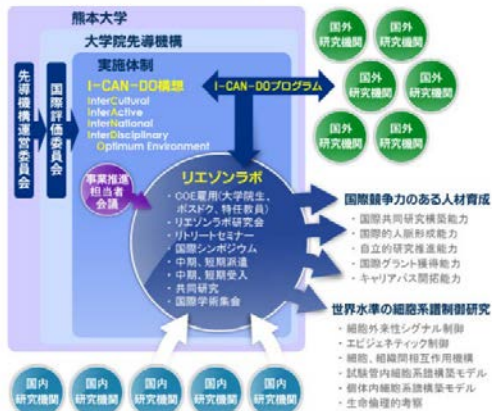 熊本大学
大学院先導機構
実施体制
I-CAN-DO構想
InterCultural
InterActive
InterNational
InterDisciplinary
Optimum Environment
I-CAN-DOプログラム
先導機構運営委員会
国際評価委員会
事業推進
担当者
会議
リエゾンラボ
・COE雇用(大学院生、
ポスドク、特任教員)
・リエゾンラボ研究会
・リトリートセミナー
・国際シンポジウム
・中期、短期派遣
・中期、短期受入
・共同研究
・国際学術集会
国外
研究機関
国外
研究機関
国外
研究機関
国外
研究機関
国外
研究機関
国外
研究機関
国際競争力のある人材育成
・国際共同研究構築能力
・国際的人脈形成能力
・自立的研究推進能力
・国際グラント獲得能力
・キャリアパス開拓能力
世界水準の細胞系譜制御研究
・細胞外来性シグナル制御
・エピジェネティック制御
・細胞、組織間相互作用機構
・試験管内細胞系譜構築モデル
・個体内細胞系譜構築モデル
・生命倫理的考察
国内
研究機関
国内
研究機関
国内
研究機関
国内
研究機関
国内
研究機関